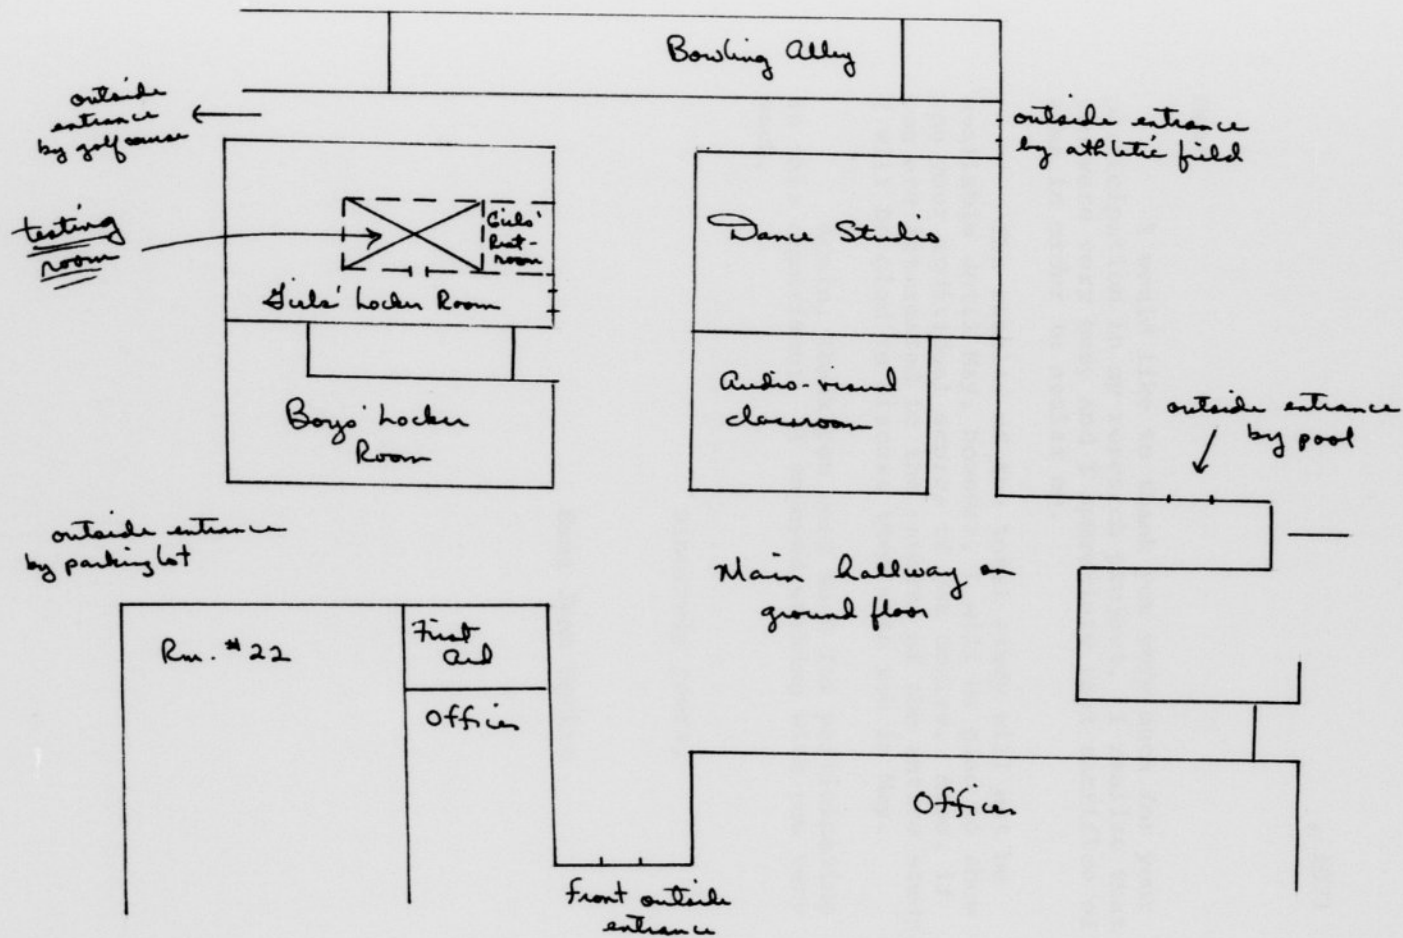 Bowling Alley
outside
entrance
by golf course
outside entrance
by athletic field
testing
room
Girls'
Rest-
room
Dance Studio
Girls' Locker Room
Boys' Locker
Room
Audio-visual
classroom
outside entrance
by pool
outside entrance
by parking lot
Main hallway on
ground floor
Rm. #22
First
Aid
Offices
Offices
Front outside
entrance